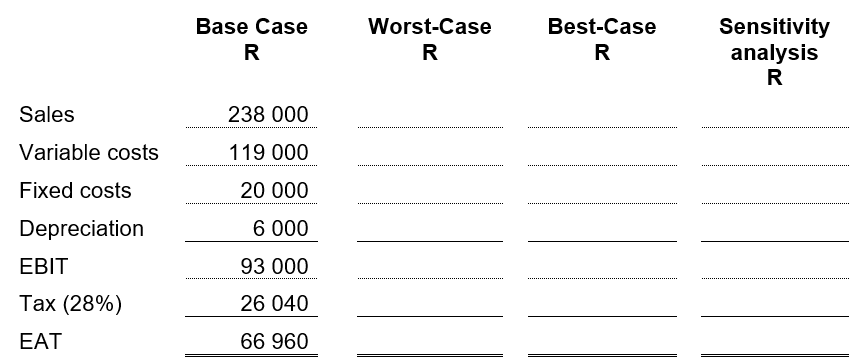 Base Case Worst-Case Best-Case Sensitivity
R R R analysis
R
Sales 238 000
Variable costs 119 000
Fixed costs 20 000
Depreciation 6 000
EBIT 93 000
Tax (28%) 26 040
EAT 66 960